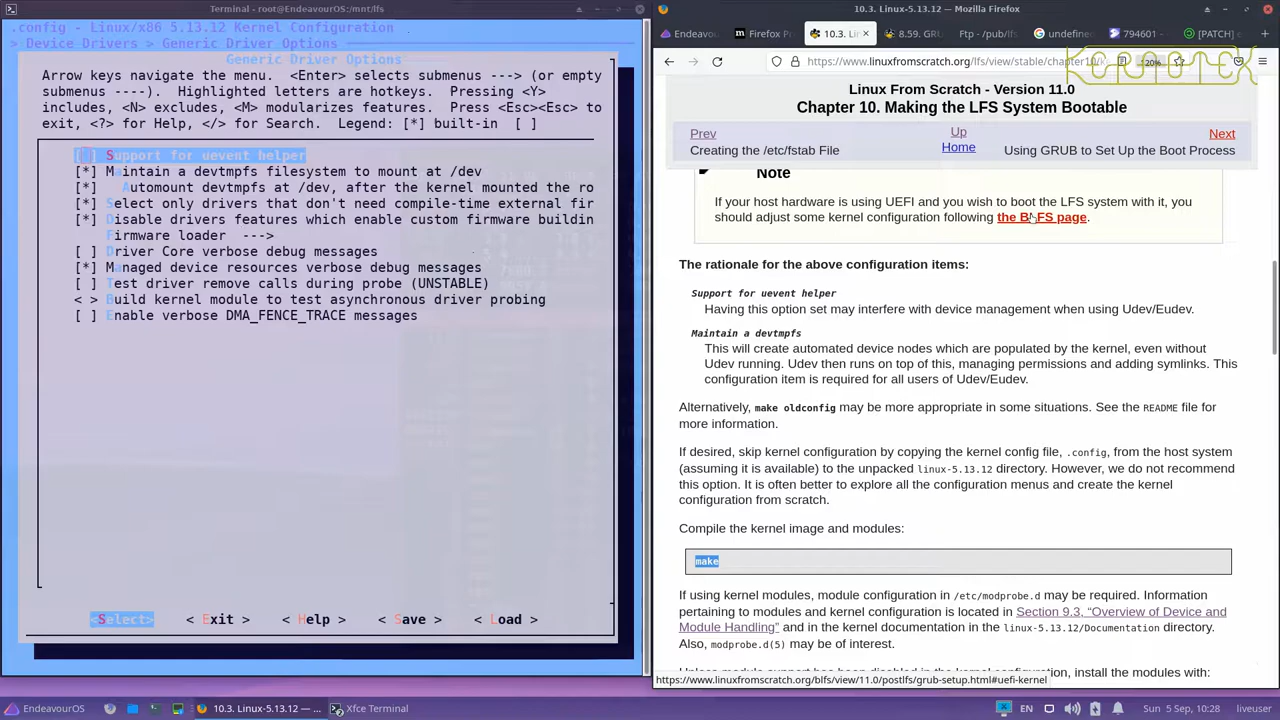 Terminal - root@EndeavourOS:/mnt/lfs
.config - Linux/x86 5.13.12 Kernel Configuration
> Device Drivers > Generic Driver Options
Generic Driver Options
Arrow keys navigate the menu. <Enter> selects submenus ---> (or empty
submenus ----). Highlighted letters are hotkeys. Pressing <Y>
includes, <N> excludes, <M> modularizes features. Press <Esc><Esc> to
exit, <?> for Help, </> for Search. Legend: [*] built-in [ ]
[ ] Support for uevent helper
[*] Maintain a devtmpfs filesystem to mount at /dev
[*] Automount devtmpfs at /dev, after the kernel mounted the ro
[*] Select only drivers that don't need compile-time external fir
[*] Disable drivers features which enable custom firmware buildin
Firmware loader --->
[ ] Driver Core verbose debug messages
[*] Managed device resources verbose debug messages
[ ] Test driver remove calls during probe (UNSTABLE)
< > Build kernel module to test asynchronous driver probing
[ ] Enable verbose DMA_FENCE_TRACE messages
<Select> < Exit > < Help > < Save > < Load >
10.3. Linux-5.13.12 — Mozilla Firefox
Endeavou
Firefox Pr
10.3. Li
8.59. GRU
Ftp - /pub/lfs
undefined
794601 -
[PATCH] e
https://www.linuxfromscratch.org/lfs/view/stable/chapter10/k
120%
Linux From Scratch - Version 11.0
Chapter 10. Making the LFS System Bootable
Prev Up Next
Creating the /etc/fstab File Home Using GRUB to Set Up the Boot Process
Note
If your host hardware is using UEFI and you wish to boot the LFS system with it, you
should adjust some kernel configuration following the BLFS page.
The rationale for the above configuration items:
Support for uevent helper
Having this option set may interfere with device management when using Udev/Eudev.
Maintain a devtmpfs
This will create automated device nodes which are populated by the kernel, even without
Udev running. Udev then runs on top of this, managing permissions and adding symlinks. This
configuration item is required for all users of Udev/Eudev.
Alternatively, make oldconfig may be more appropriate in some situations. See the README file for
more information.
If desired, skip kernel configuration by copying the kernel config file, .config, from the host system
(assuming it is available) to the unpacked linux-5.13.12 directory. However, we do not recommend
this option. It is often better to explore all the configuration menus and create the kernel
configuration from scratch.
Compile the kernel image and modules:
make
If using kernel modules, module configuration in /etc/modprobe.d may be required. Information
pertaining to modules and kernel configuration is located in Section 9.3, “Overview of Device and
Module Handling” and in the kernel documentation in the linux-5.13.12/Documentation directory.
Also, modprobe.d(5) may be of interest.
Unless module support has been disabled in the kernel configuration, install the modules with:
https://www.linuxfromscratch.org/blfs/view/11.0/postlfs/grub-setup.html#uefi-kernel
EndeavourOS
10.3. Linux-5.13.12 — ...
Xfce Terminal
EN
Sun 5 Sep, 10:28
liveuser